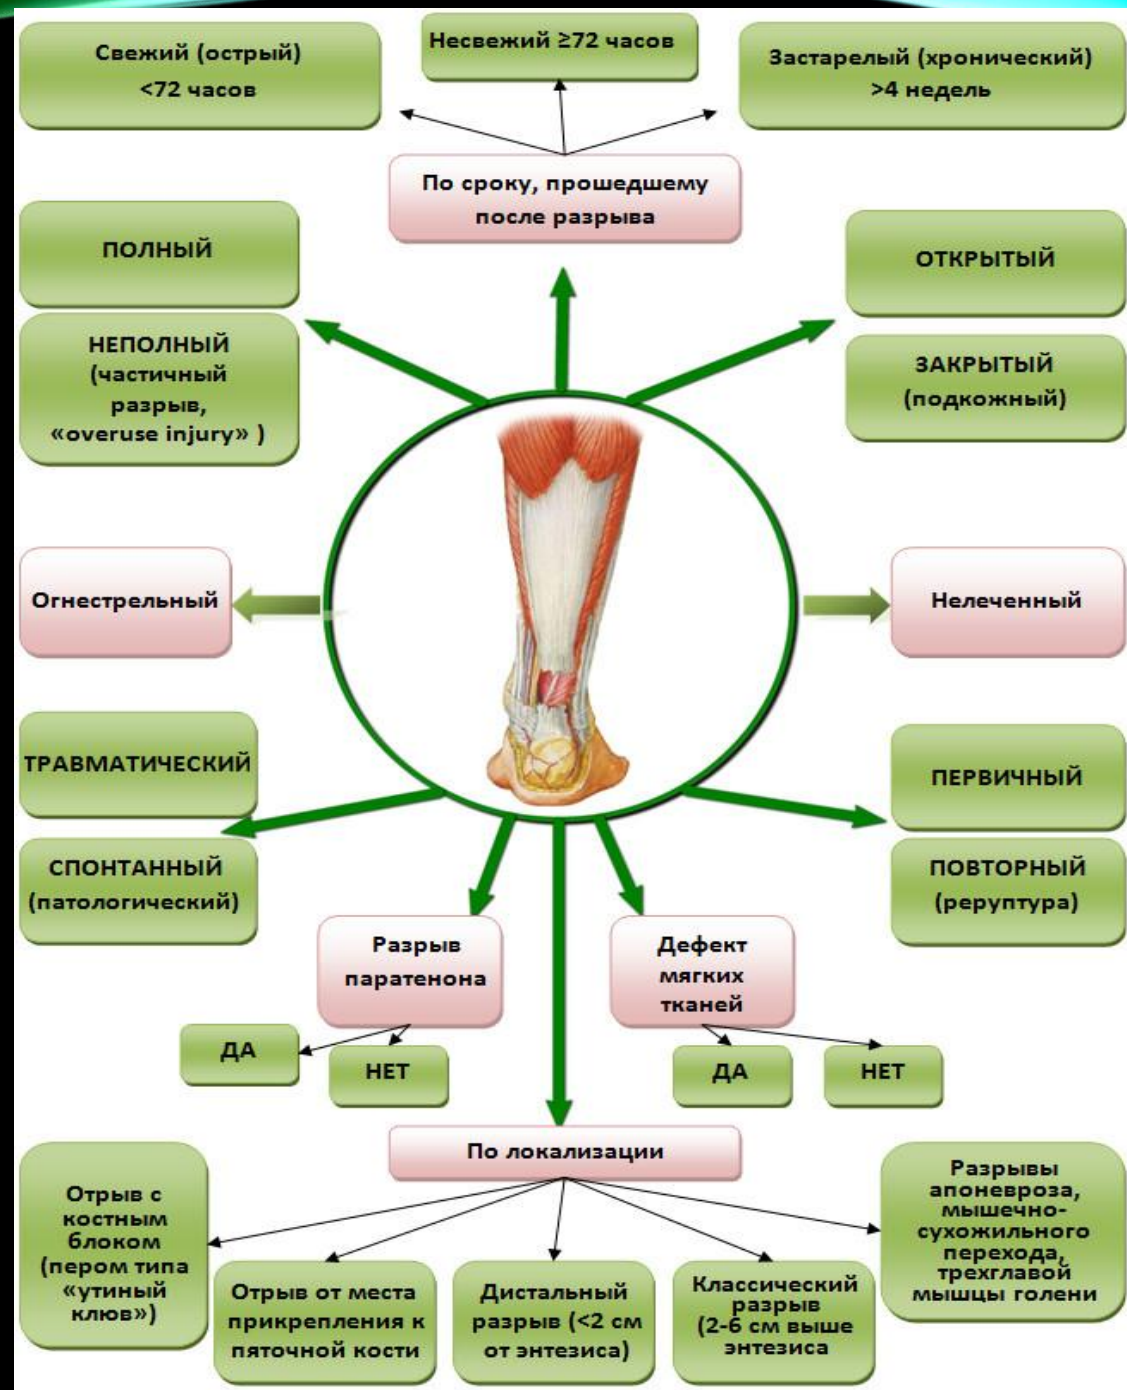 Свежий (острый)
<72 часов
Несвежий ≥72 часов
Застарелый (хронический)
>4 недель
По сроку, прошедшему
после разрыва
ПОЛНЫЙ
НЕПОЛНЫЙ
(частичный
разрыв,
«overuse injury» )
ОТКРЫТЫЙ
ЗАКРЫТЫЙ
(подкожный)
Огнестрельный
Нелеченный
ТРАВМАТИЧЕСКИЙ
СПОНТАННЫЙ
(патологический)
ПЕРВИЧНЫЙ
ПОВТОРНЫЙ
(реруптура)
Разрыв
паратенона
ДА
НЕТ
Дефект
мягких
тканей
ДА
НЕТ
По локализации
Отрыв с
костным
блоком
(пером типа
«утиный
клюв»)
Отрыв от места
прикрепления к
пяточной кости
Дистальный
разрыв (<2 см
от энтезиса)
Классический
разрыв
(2-6 см выше
энтезиса
Разрывы
апоневроза,
мышечно-
сухожильного
перехода,
трехглавой
мышцы голени